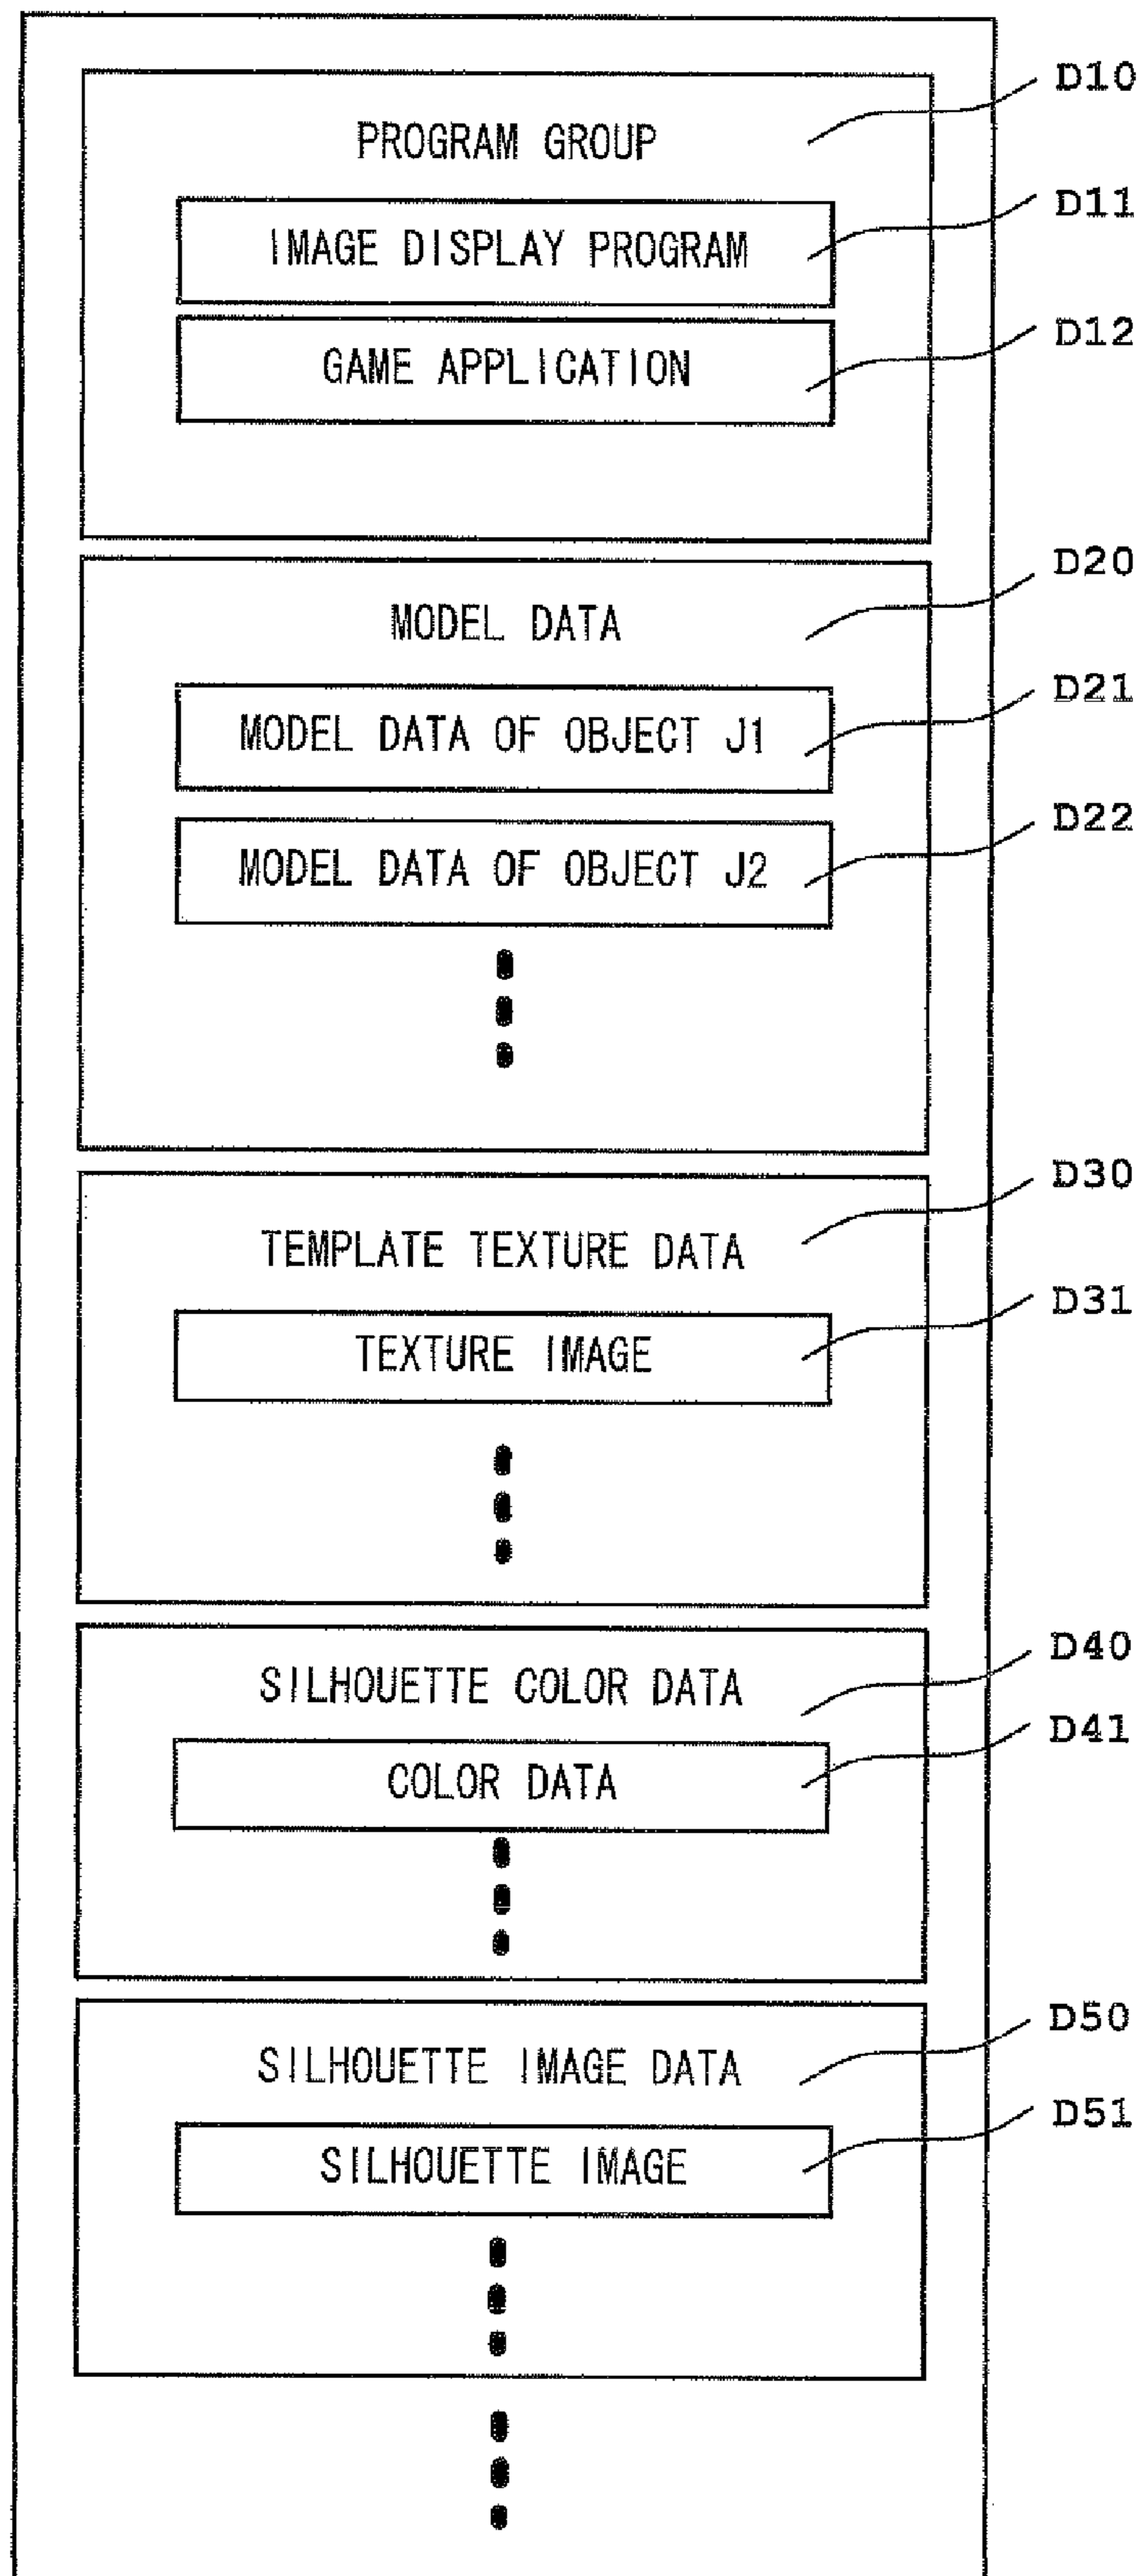 D10
PROGRAM GROUP
D11
IMAGE DISPLAY PROGRAM
D12
GAME APPLICATION
D20
MODEL DATA
D21
MODEL DATA OF OBJECT J1
D22
MODEL DATA OF OBJECT J2
D30
TEMPLATE TEXTURE DATA
D31
TEXTURE IMAGE
D40
SILHOUETTE COLOR DATA
D41
COLOR DATA
D50
SILHOUETTE IMAGE DATA
D51
SILHOUETTE IMAGE